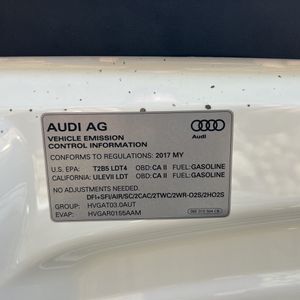 AUDI AG
Audi
VEHICLE EMISSION
CONTROL INFORMATION
CONFORMS TO REGULATIONS: 2017 MY
U.S. EPA: T2B5 LDT4 OBD: CA II FUEL: GASOLINE
CALIFORNIA: ULEVII LDT OBD: CA II FUEL: GASOLINE
NO ADJUSTMENTS NEEDED
DFI+SFI/AIR/SC/2CAC/2TWC/2WR-O2S/2HO2S
GROUP: HVGAT03.0AUT
EVAP: HVGAR0155AAM